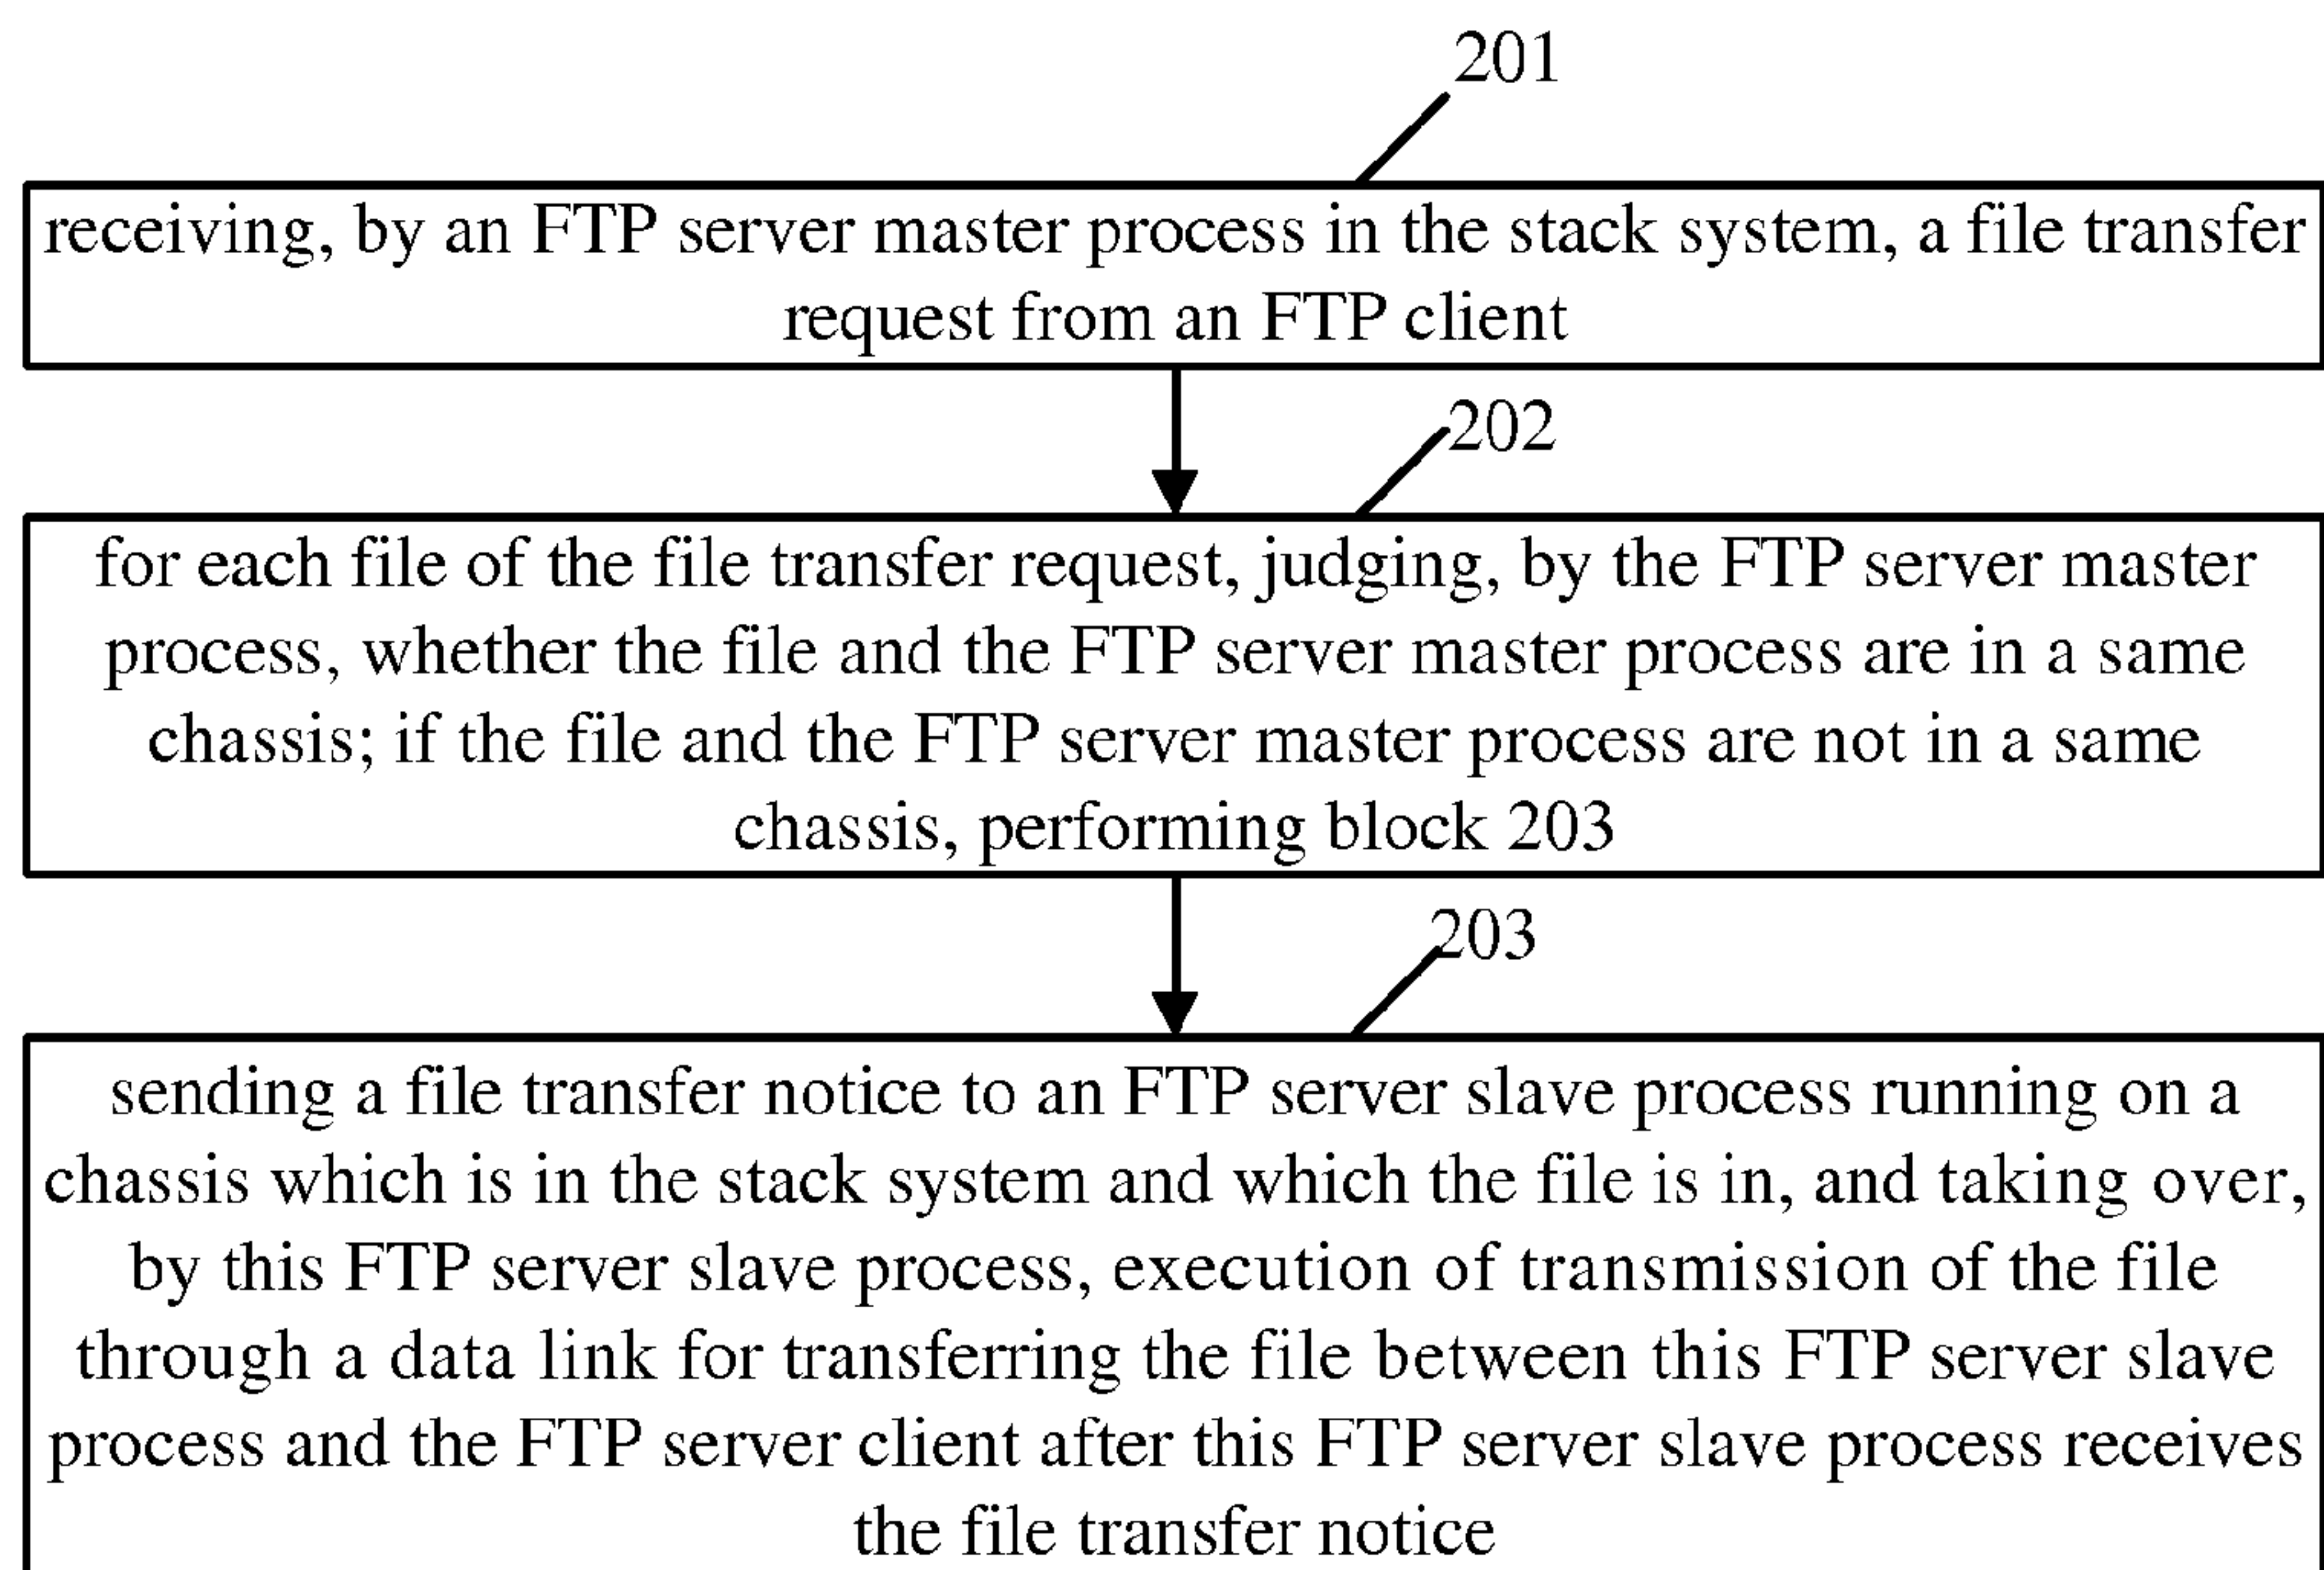 201
receiving, by an FTP server master process in the stack system, a file transfer
request from an FTP client
202
for each file of the file transfer request, judging, by the FTP server master
process, whether the file and the FTP server master process are in a same
chassis; if the file and the FTP server master process are not in a same
chassis, performing block 203
203
sending a file transfer notice to an FTP server slave process running on a
chassis which is in the stack system and which the file is in, and taking over,
by this FTP server slave process, execution of transmission of the file
through a data link for transferring the file between this FTP server slave
process and the FTP server client after this FTP server slave process receives
the file transfer notice